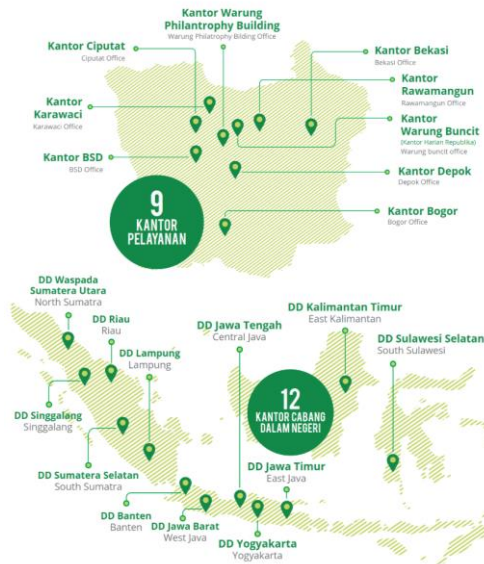 Kantor Warung
Philantrophy Building
Warung Philatrophy Bilding Office
Kantor Ciputat
Ciputat Office
Kantor Bekasi
Bekasi Office
Kantor
Rawamangun
Rawamangun Office
Kantor
Karawaci
Karawaci Office
Kantor
Warung Buncit
(Kantor Harian Republika)
Warung buncit office
Kantor BSD
BSD Office
Kantor Depok
Depok Office
9
KANTOR
PELAYANAN
Kantor Bogor
Bogor Office
DD Waspada
Sumatera Utara
North Sumatra
DD Riau
Riau
DD Lampung
Lampung
DD Jawa Tengah
Central Java
DD Kalimantan Timur
East Kalimantan
DD Sulawesi Selatan
South Sulawesi
DD Singgalang
Singgalang
12
KANTOR CABANG
DALAM NEGERI
DD Sumatera Selatan
South Sumatra
DD Jawa Timur
East Java
DD Banten
Banten
DD Jawa Barat
West Java
DD Yogyakarta
Yogyakarta